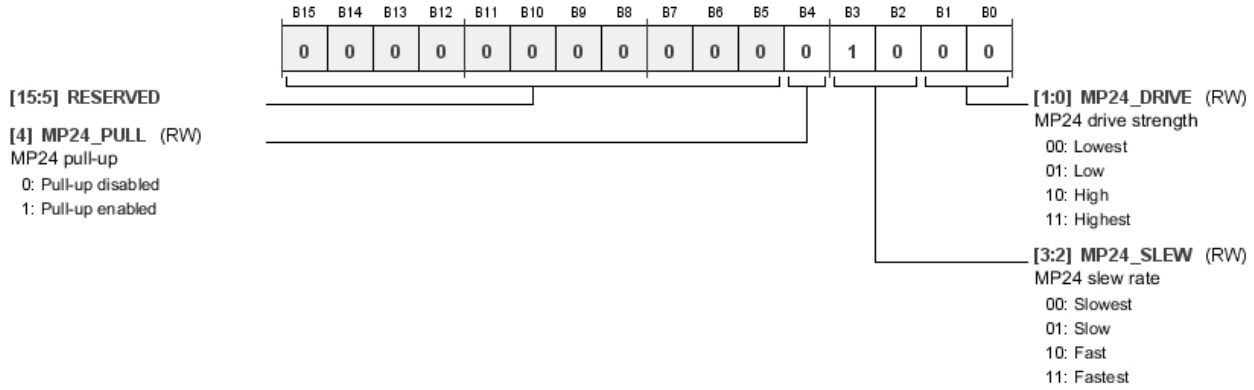 B15 B14 B13 B12 B11 B10 B9 B8 B7 B6 B5 B4 B3 B2 B1 B0
0 0 0 0 0 0 0 0 0 0 0 0 1 0 0 0
[15:5] RESERVED
[4] MP24_PULL (RW)
MP24 pull-up
0: Pull-up disabled
1: Pull-up enabled
[1:0] MP24_DRIVE (RW)
MP24 drive strength
00: Lowest
01: Low
10: High
11: Highest
[3:2] MP24_SLEW (RW)
MP24 slew rate
00: Slowest
01: Slow
10: Fast
11: Fastest